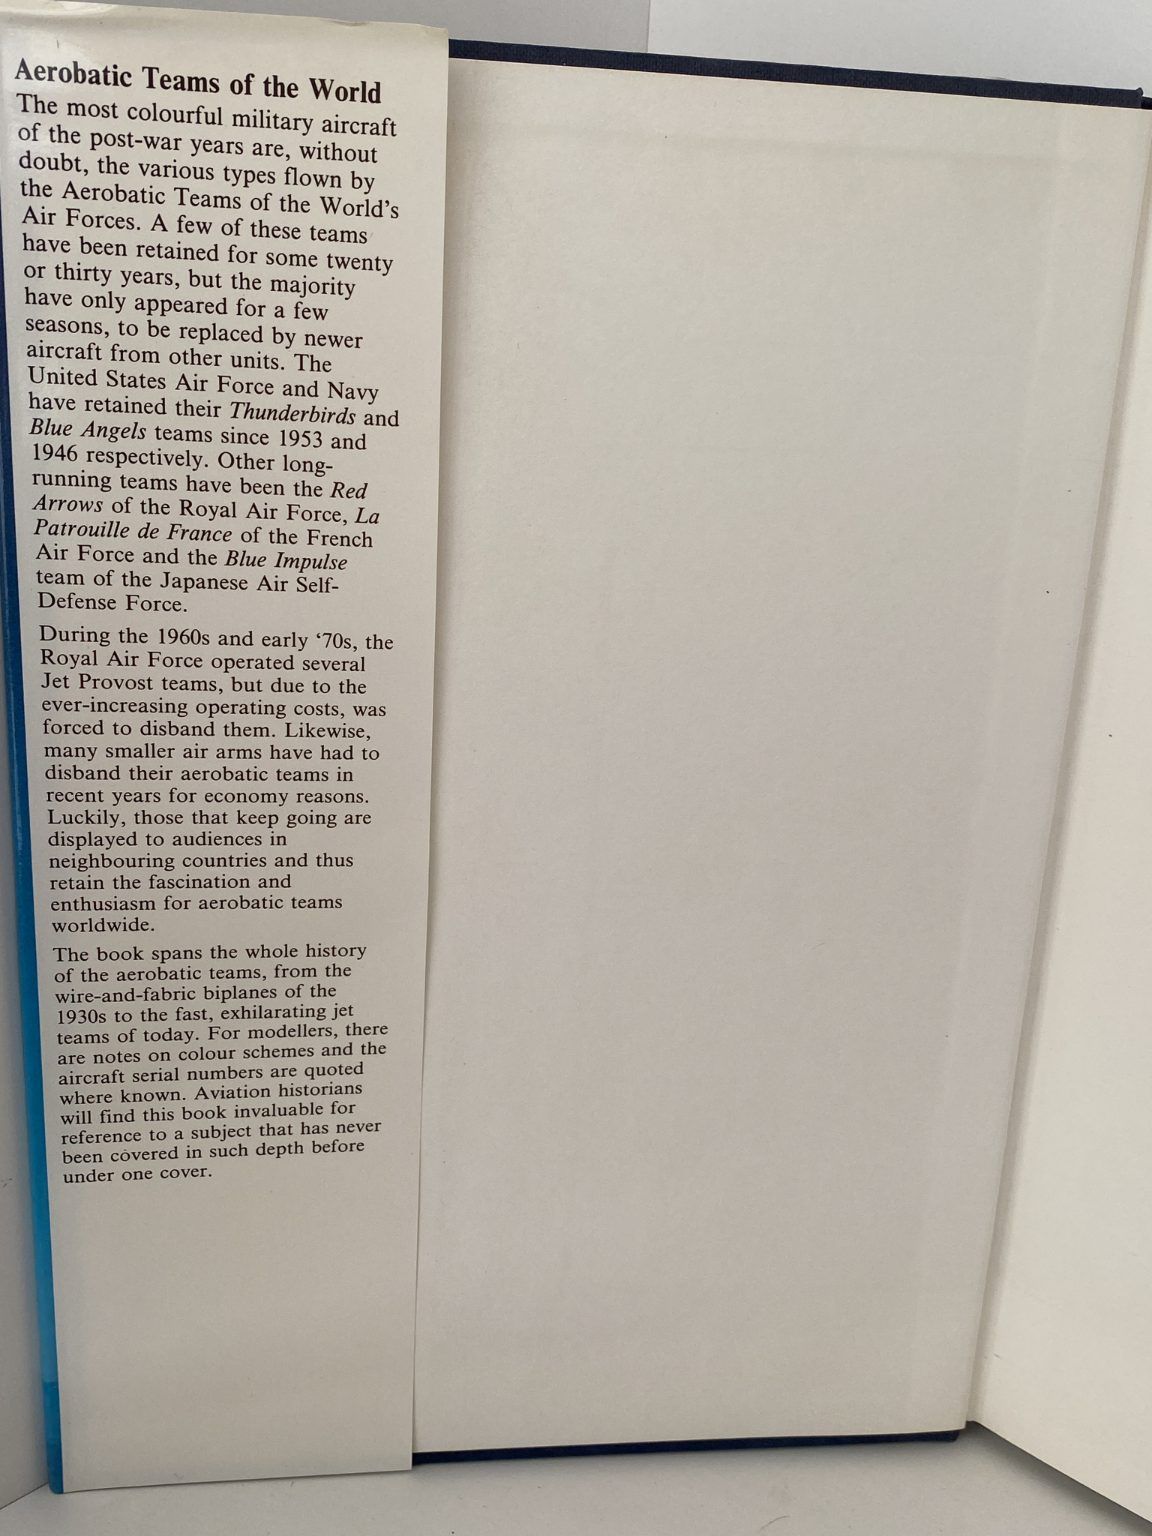 Aerobatic Teams of the World
The most colourful military aircraft
of the post-war years are, without
doubt, the various types flown by
the Aerobatic Teams of the World's
Air Forces. A few of these teams
have been retained for some twenty
or thirty years, but the majority
have only appeared for a few
seasons, to be replaced by newer
aircraft from other units. The
United States Air Force and Navy
have retained their Thunderbirds and
Blue Angels teams since 1953 and
1946 respectively. Other long-
running teams have been the Red
Arrows of the Royal Air Force, La
Patrouille de France of the French
Air Force and the Blue Impulse
team of the Japanese Air Self-
Defense Force.
During the 1960s and early ‘70s, the
Royal Air Force operated several
Jet Provost teams, but due to the
ever-increasing operating costs, was
forced to disband them. Likewise,
many smaller air arms have had to
disband their aerobatic teams in
recent years for economy reasons.
Luckily, those that keep going are
displayed to audiences in
neighbouring countries and thus
retain the fascination and
enthusiasm for aerobatic teams
worldwide.
The book spans the whole history
of the aerobatic teams, from the
wire-and-fabric biplanes of the
1930s to the fast, exhilarating jet
teams of today. For modellers, there
are notes on colour schemes and the
aircraft serial numbers are quoted
where known. Aviation historians
will find this book invaluable for
reference to a subject that has never
been covered in such depth before
under one cover.